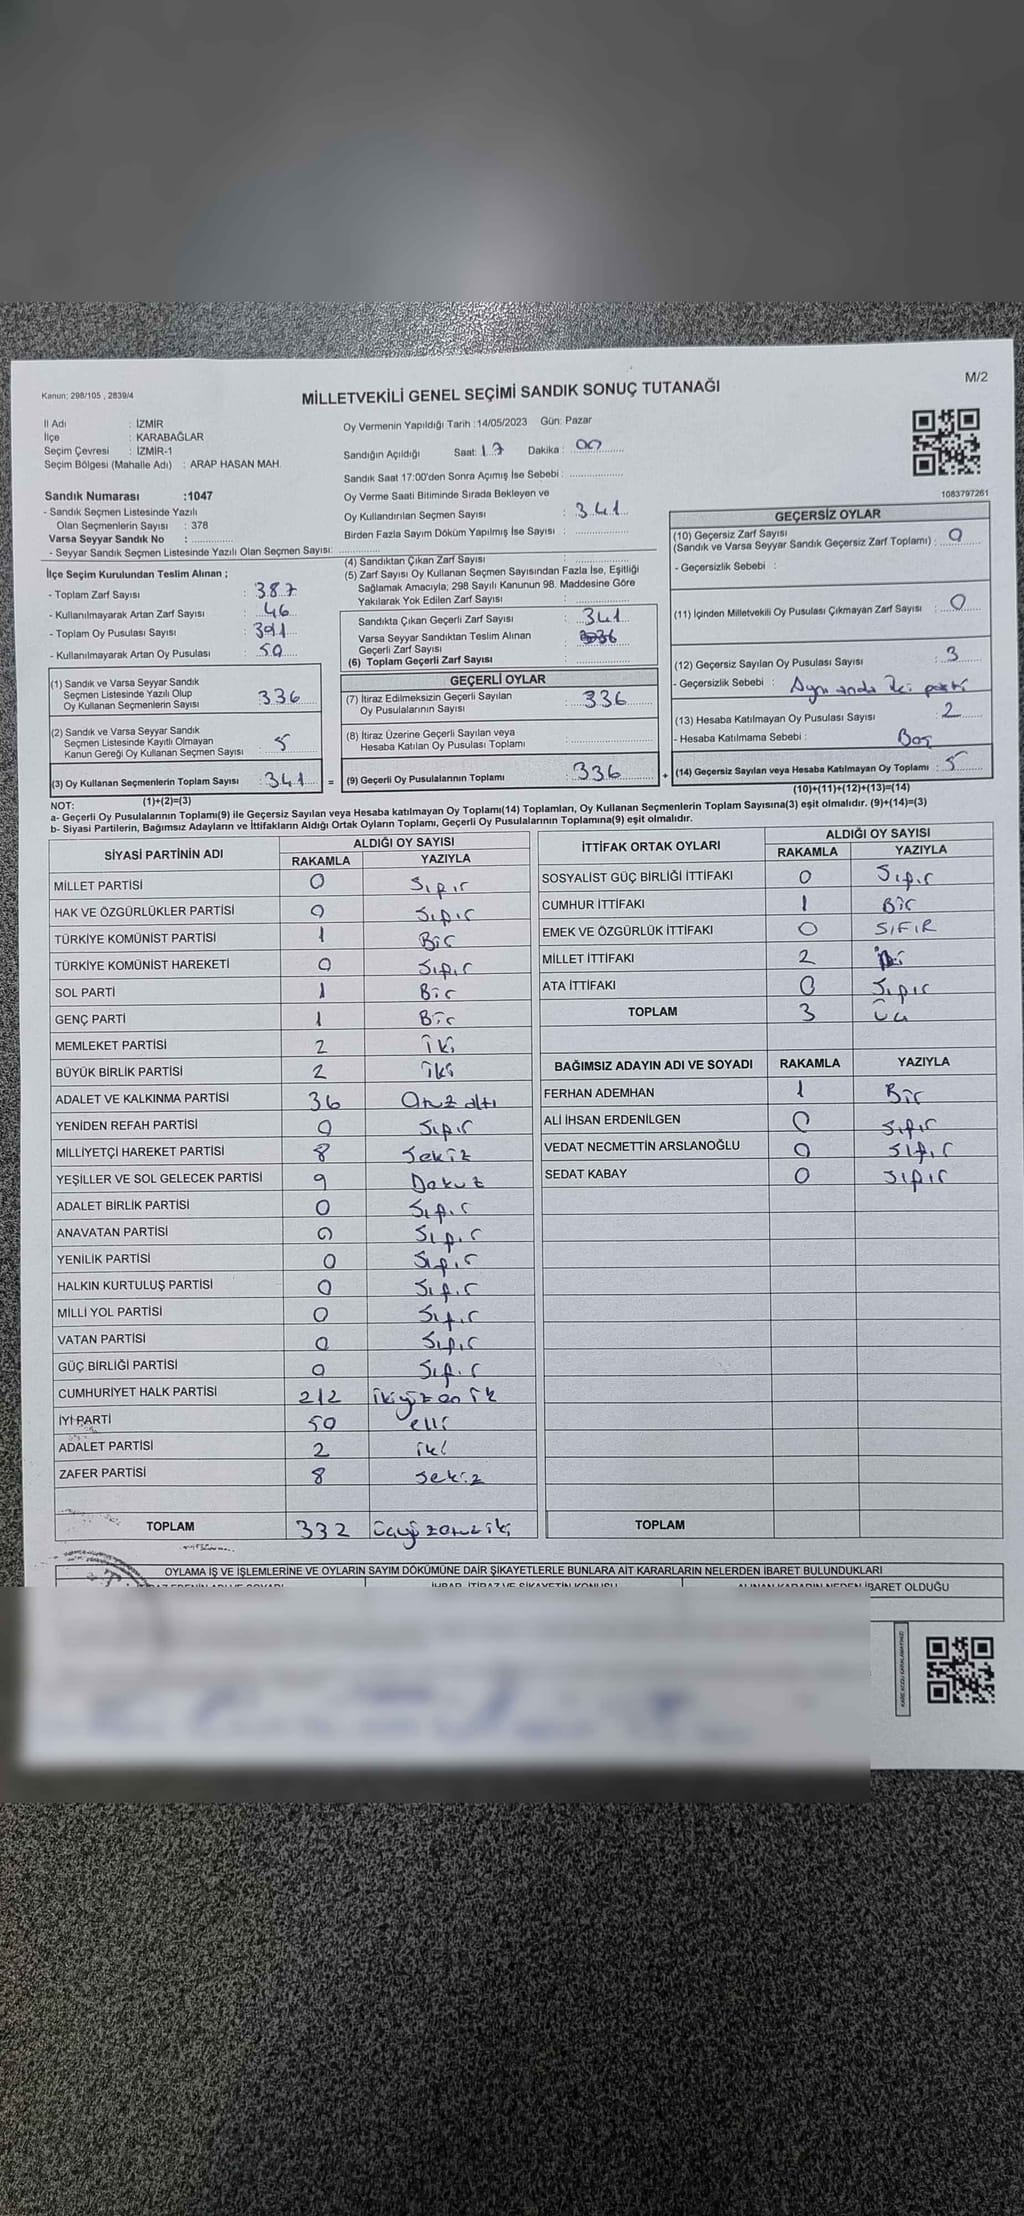 Kanun; 298/105 , 2839/4
MİLLETVEKİLİ GENEL SEÇİMİ SANDIK SONUÇ TUTANAĞI
M/2
İl Adı : İZMİR
İlçe : KARABAĞLAR
Seçim Çevresi : İZMİR-1
Seçim Bölgesi (Mahalle Adı) : ARAP HASAN MAH.
Sandık Numarası :1047
- Sandık Seçmen Listesinde Yazılı
Olan Seçmenlerin Sayısı : 378
Varsa Seyyar Sandık No :
- Seyyar Sandık Seçmen Listesinde Yazılı Olan Seçmen Sayısı:
Oy Vermenin Yapıldığı Tarih :14/05/2023 Gün: Pazar
Sandığın Açıldığı Saat: 17 Dakika : 00
Sandık Saat 17:00'den Sonra Açımış İse Sebebi :
Oy Verme Saati Bitiminde Sırada Bekleyen ve
Oy Kullandırılan Seçmen Sayısı : 341
Birden Fazla Sayım Döküm Yapılmış İse Sayısı :
1083797261
İlçe Seçim Kurulundan Teslim Alınan ;
- Toplam Zarf Sayısı : 387
- Kullanılmayarak Artan Zarf Sayısı : 46
- Toplam Oy Pusulası Sayısı : 391
- Kullanılmayarak Artan Oy Pusulası : 50
(4) Sandıktan Çıkan Zarf Sayısı :
(5) Zarf Sayısı Oy Kullanan Seçmen Sayısından Fazla İse, Eşitliği
Sağlamak Amacıyla; 298 Sayılı Kanunun 98. Maddesine Göre
Yakılarak Yok Edilen Zarf Sayısı :
Sandıkta Çıkan Geçerli Zarf Sayısı : 341
Varsa Seyyar Sandıktan Teslim Alınan
Geçerli Zarf Sayısı
(6) Toplam Geçerli Zarf Sayısı :
GEÇERSİZ OYLAR
(10) Geçersiz Zarf Sayısı
(Sandık ve Varsa Seyyar Sandık Geçersiz Zarf Toplamı) : 0
- Geçersizlik Sebebi :
(11) İçinden Milletvekili Oy Pusulası Çıkmayan Zarf Sayısı : 0
(12) Geçersiz Sayılan Oy Pusulası Sayısı : 3
- Geçersizlik Sebebi : Aynı anda iki parti
(13) Hesaba Katılmayan Oy Pusulası Sayısı : 2
- Hesaba Katılmama Sebebi : Boş
(14) Geçersiz Sayılan veya Hesaba Katılmayan Oy Toplamı : 5
(10)+(11)+(12)+(13)=(14)
(1) Sandık ve Varsa Seyyar Sandık
Seçmen Listesinde Yazılı Olup
Oy Kullanan Seçmenlerin Sayısı 336
(2) Sandık ve Varsa Seyyar Sandık
Seçmen Listesinde Kayıtlı Olmayan
Kanun Gereği Oy Kullanan Seçmen Sayısı 5
(3) Oy Kullanan Seçmenlerin Toplam Sayısı : 341 =
(1)+(2)=(3)
GEÇERLİ OYLAR
(7) İtiraz Edilmeksizin Geçerli Sayılan
Oy Pusulalarının Sayısı : 336
(8) İtiraz Üzerine Geçerli Sayılan veya
Hesaba Katılan Oy Pusulası Toplamı :
(9) Geçerli Oy Pusulalarının Toplamı : 336 +
NOT:
a- Geçerli Oy Pusulalarının Toplamı(9) ile Geçersiz Sayılan veya Hesaba katılmayan Oy Toplamı(14) Toplamları, Oy Kullanan Seçmenlerin Toplam Sayısına(3) eşit olmalıdır. (9)+(14)=(3)
b- Siyasi Partilerin, Bağımsız Adayların ve İttifakların Aldığı Ortak Oyların Toplamı, Geçerli Oy Pusulalarının Toplamına(9) eşit olmalıdır.
SİYASİ PARTİNİN ADI ALDIĞI OY SAYISI
RAKAMLA YAZIYLA
MİLLET PARTİSİ 0 Sıfır
HAK VE ÖZGÜRLÜKLER PARTİSİ 0 Sıfır
TÜRKİYE KOMÜNİST PARTİSİ 1 Bir
TÜRKİYE KOMÜNİST HAREKETİ 0 Sıfır
SOL PARTİ 1 Bir
GENÇ PARTİ 1 Bir
MEMLEKET PARTİSİ 2 iki
BÜYÜK BİRLİK PARTİSİ 2 iki
ADALET VE KALKINMA PARTİSİ 36 Otuz altı
YENİDEN REFAH PARTİSİ 0 Sıfır
MİLLİYETÇİ HAREKET PARTİSİ 8 Sekiz
YEŞİLLER VE SOL GELECEK PARTİSİ 9 Dokuz
ADALET BİRLİK PARTİSİ 0 Sıfır
ANAVATAN PARTİSİ 0 Sıfır
YENİLİK PARTİSİ 0 Sıfır
HALKIN KURTULUŞ PARTİSİ 0 Sıfır
MİLLİ YOL PARTİSİ 0 Sıfır
VATAN PARTİSİ 0 Sıfır
GÜÇ BİRLİĞİ PARTİSİ 0 Sıfır
CUMHURİYET HALK PARTİSİ 212 ikiyüz on ik
İYİ PARTİ 50 elli
ADALET PARTİSİ 2 iki
ZAFER PARTİSİ 8 sekiz
TOPLAM 332 üçyüzotuz iki
İTTİFAK ORTAK OYLARI ALDIĞI OY SAYISI
RAKAMLA YAZIYLA
SOSYALİST GÜÇ BİRLİĞİ İTTİFAKI 0 Sıfır
CUMHUR İTTİFAKI 1 Bir
EMEK VE ÖZGÜRLÜK İTTİFAKI 0 SIFIR
MİLLET İTTİFAKI 2 iki
ATA İTTİFAKI 0 Sıfır
TOPLAM 3 üç
BAĞIMSIZ ADAYIN ADI VE SOYADI RAKAMLA YAZIYLA
FERHAN ADEMHAN 1 Bir
ALİ İHSAN ERDENİLGEN 0 Sıfır
VEDAT NECMETTİN ARSLANOĞLU 0 Sıfır
SEDAT KABAY 0 Sıfır
TOPLAM
OYLAMA İŞ VE İŞLEMLERİNE VE OYLARIN SAYIM DÖKÜMÜNE DAİR ŞİKAYETLERLE BUNLARA AİT KARARLARIN NELERDEN İBARET BULUNDUKLARI
İHBAR, İTİRAZ VE ŞİKAYETİN KONUSU ALINAN KARARIN NEDEN İBARET OLDUĞU